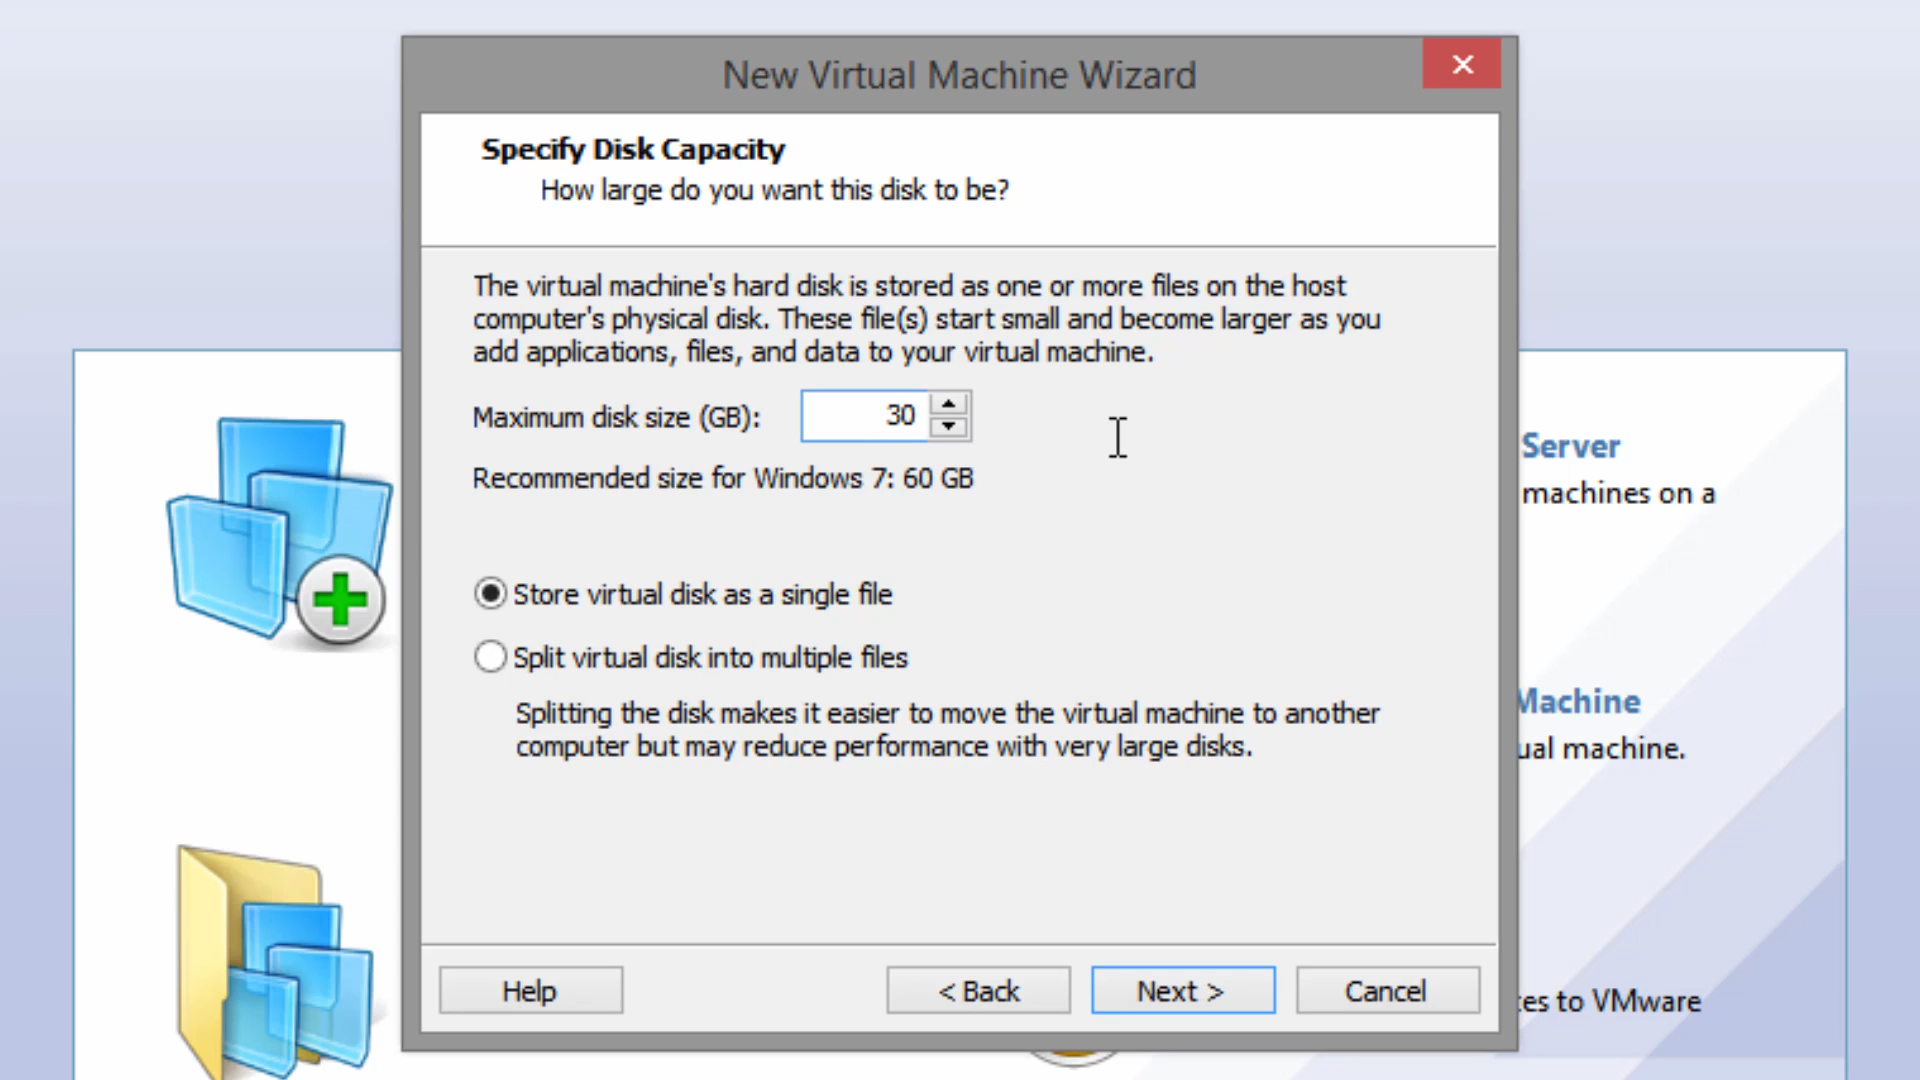 New Virtual Machine Wizard
Specify Disk Capacity
How large do you want this disk to be?
The virtual machine's hard disk is stored as one or more files on the host
computer's physical disk. These file(s) start small and become larger as you
add applications, files, and data to your virtual machine.
Maximum disk size (GB): 30
Recommended size for Windows 7: 60 GB
Store virtual disk as a single file
Split virtual disk into multiple files
Splitting the disk makes it easier to move the virtual machine to another
computer but may reduce performance with very large disks.
Help < Back Next > Cancel
Server
machines on a
Machine
ual machine.
tes to VMware